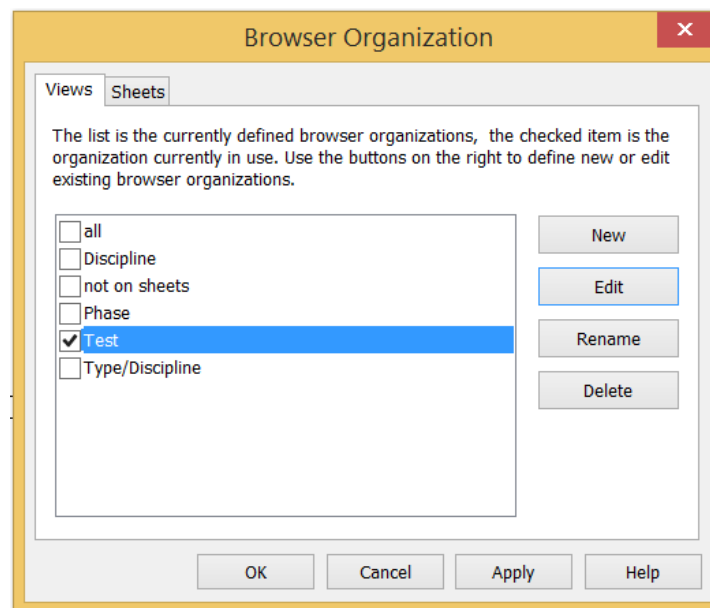 Browser Organization
Views
Sheets
The list is the currently defined browser organizations,  the checked item is the
organization currently in use. Use the buttons on the right to define new or edit
existing browser organizations.
all
Discipline
not on sheets
Phase
Test
Type/Discipline
New
Edit
Rename
Delete
OK
Cancel
Apply
Help